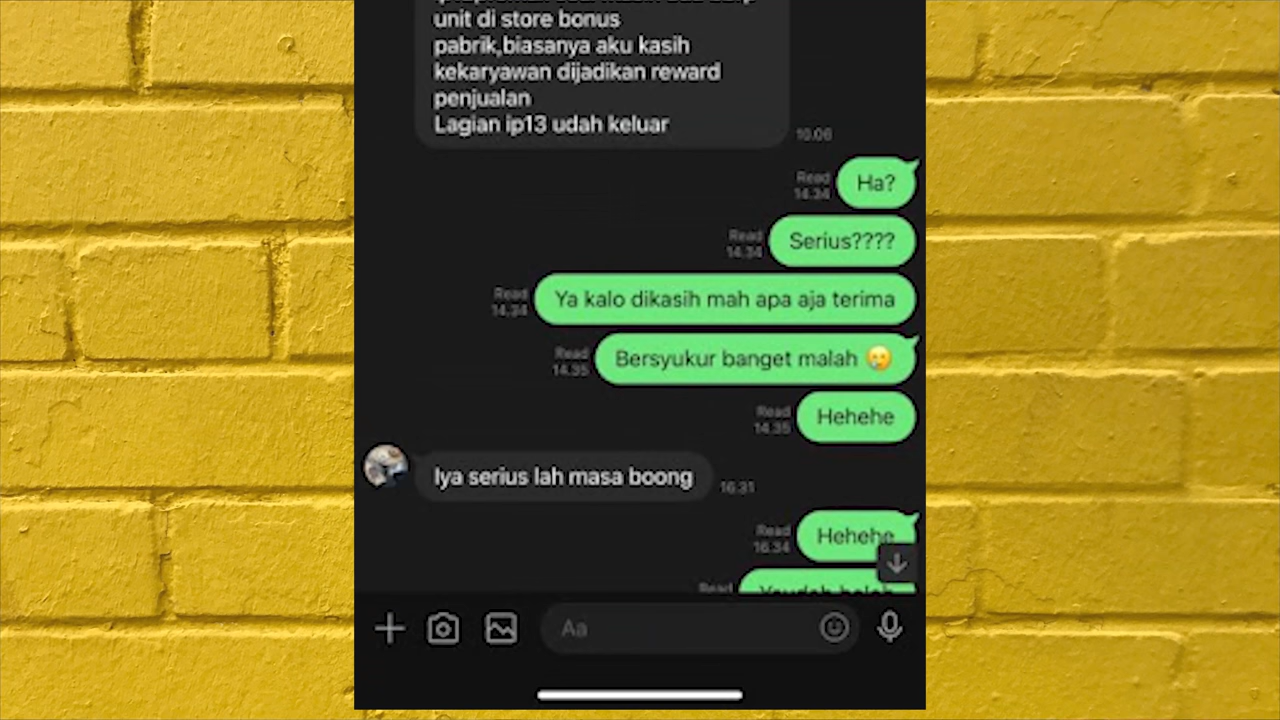 unit di store bonus
pabrik,biasanya aku kasih
kekaryawan dijadikan reward
penjualan
Lagian ip13 udah keluar
10.06
Ha?
Read
14.34
Serius????
Read
14.34
Ya kalo dikasih mah apa aja terima
Read
14.34
Bersyukur banget malah 🥲
Read
14.35
Hehehe
Read
14.35
Iya serius lah masa boong
16.31
Hehehe
Read
16.34
Read
Aa